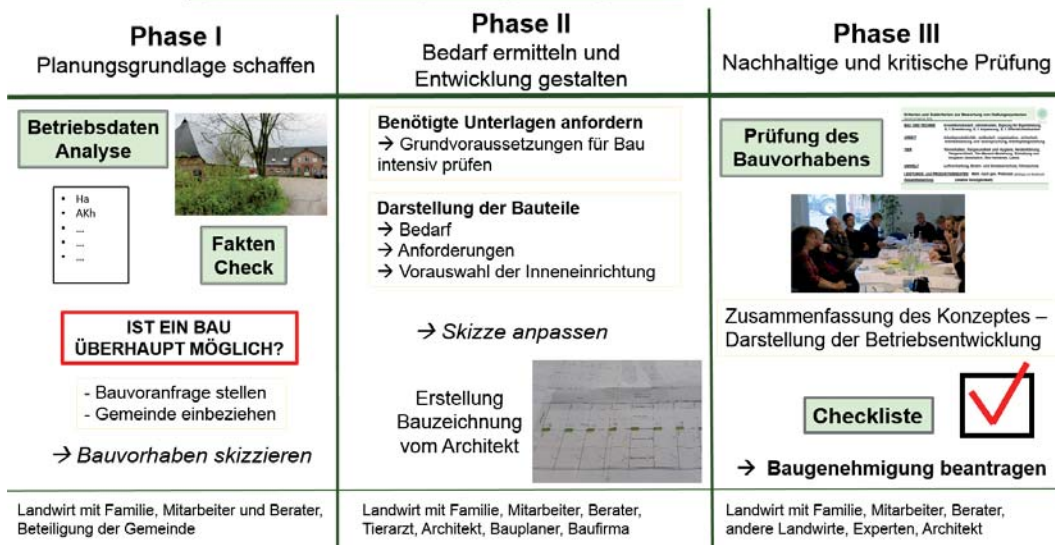 Phase I
Planungsgrundlage schaffen
Betriebsdaten
Analyse
• Ha
• AKh
• ...
• ...
• ...
Fakten
Check
IST EIN BAU
ÜBERHAUPT MÖGLICH?
- Bauvoranfrage stellen
- Gemeinde einbeziehen
→ Bauvorhaben skizzieren
Landwirt mit Familie, Mitarbeiter und Berater,
Beteiligung der Gemeinde
Phase II
Bedarf ermitteln und
Entwicklung gestalten
Benötigte Unterlagen anfordern
→ Grundvoraussetzungen für Bau
intensiv prüfen
Darstellung der Bauteile
→ Bedarf
→ Anforderungen
→ Vorauswahl der Inneneinrichtung
→ Skizze anpassen
Erstellung
Bauzeichnung
vom Architekt
Landwirt mit Familie, Mitarbeiter, Berater,
Tierarzt, Architekt, Bauplaner, Baufirma
Phase III
Nachhaltige und kritische Prüfung
Prüfung des
Bauvorhabens
Zusammenfassung des Konzeptes –
Darstellung der Betriebsentwicklung
Checkliste
→ Baugenehmigung beantragen
Landwirt mit Familie, Mitarbeiter, Berater,
andere Landwirte, Experten, Architekt